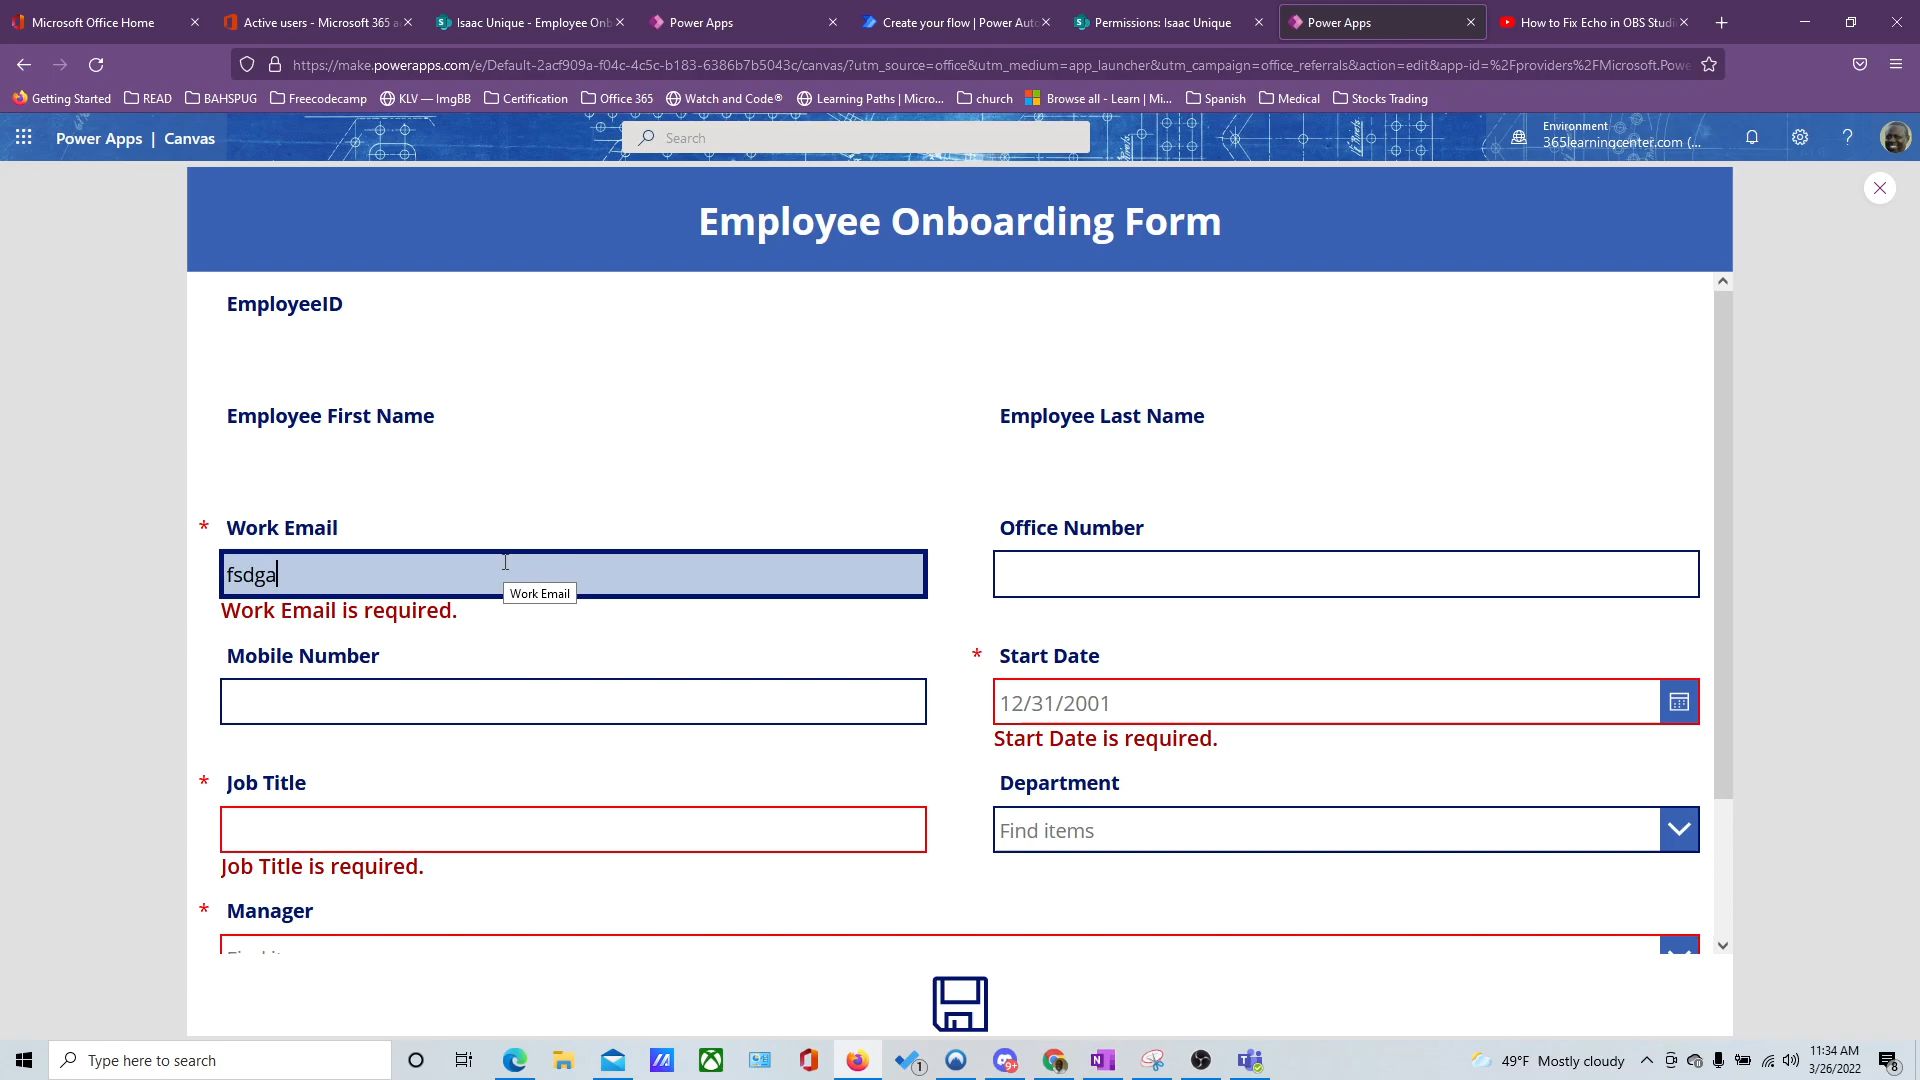 Microsoft Office Home
Active users - Microsoft 365 a
Isaac Unique - Employee Onb
Power Apps
Create your flow | Power Auto
Permissions: Isaac Unique
Power Apps
How to Fix Echo in OBS Studi
https://make.powerapps.com/e/Default-2acf909a-f04c-4c5c-b183-6386b7b5043c/canvas/?utm_source=office&utm_medium=app_launcher&utm_campaign=office_referrals&action=edit&app-id=%2Fproviders%2FMicrosoft.Powe
Getting Started
READ
BAHSPUG
Freecodecamp
KLV — ImgBB
Certification
Office 365
Watch and Code®
Learning Paths | Micro...
church
Browse all - Learn | Mi...
Spanish
Medical
Stocks Trading
Power Apps | Canvas
Search
Environment
365learningcenter.com (...
Employee Onboarding Form
EmployeeID
Employee First Name
Employee Last Name
* Work Email
Office Number
fsdga
Work Email
Work Email is required.
Mobile Number
* Start Date
12/31/2001
Start Date is required.
* Job Title
Department
Find items
Job Title is required.
* Manager
Type here to search
1
9+
49°F Mostly cloudy
11:34 AM
3/26/2022
8